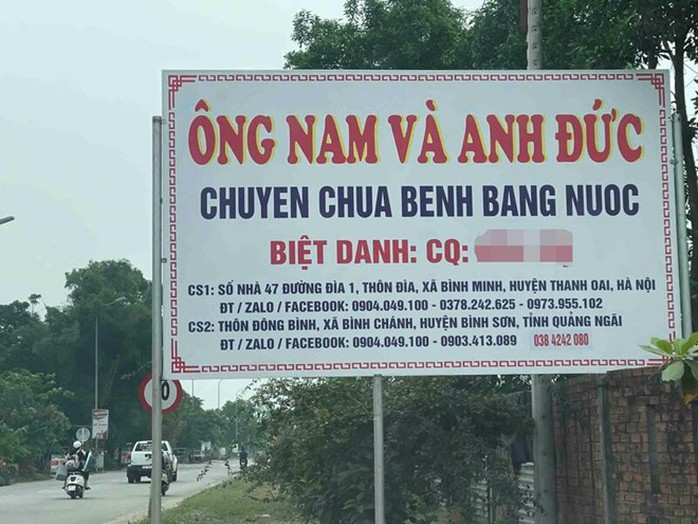 ÔNG NAM VÀ ANH ĐỨC
CHUYEN CHUA BENH BANG NUOC
BIỆT DANH: CQ:
CS1: SỐ NHÀ 47 ĐƯỜNG ĐÌA 1, THÔN ĐÌA, XÃ BÌNH MINH, HUYỆN THANH OAI, HÀ NỘI
ĐT / ZALO / FACEBOOK: 0904.049.100 - 0378.242.625 - 0973.955.102
CS2: THÔN ĐÔNG BÌNH, XÃ BÌNH CHÁNH, HUYỆN BÌNH SƠN, TỈNH QUẢNG NGÃI
ĐT / ZALO / FACEBOOK: 0904.049.100 - 0903.413.089 038 4242 080